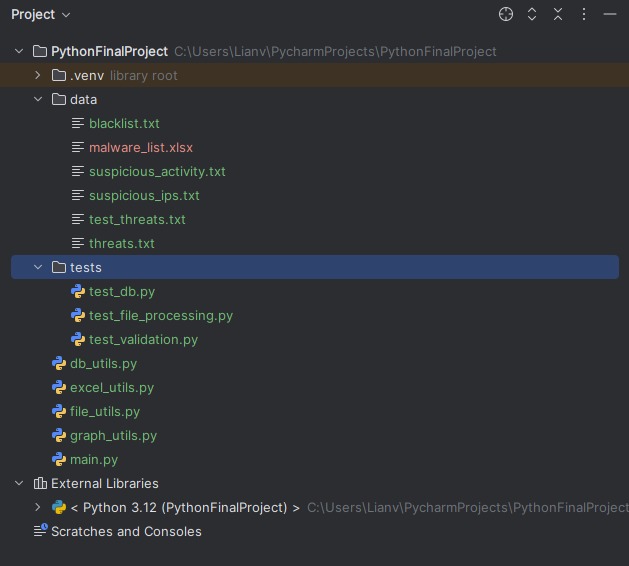 Project
PythonFinalProject C:\Users\Lianv\PycharmProjects\PythonFinalProject
.venv library root
data
blacklist.txt
malware_list.xlsx
suspicious_activity.txt
suspicious_ips.txt
test_threats.txt
threats.txt
tests
test_db.py
test_file_processing.py
test_validation.py
db_utils.py
excel_utils.py
file_utils.py
graph_utils.py
main.py
External Libraries
< Python 3.12 (PythonFinalProject) > C:\Users\Lianv\PycharmProjects\PythonFinalProject
Scratches and Consoles